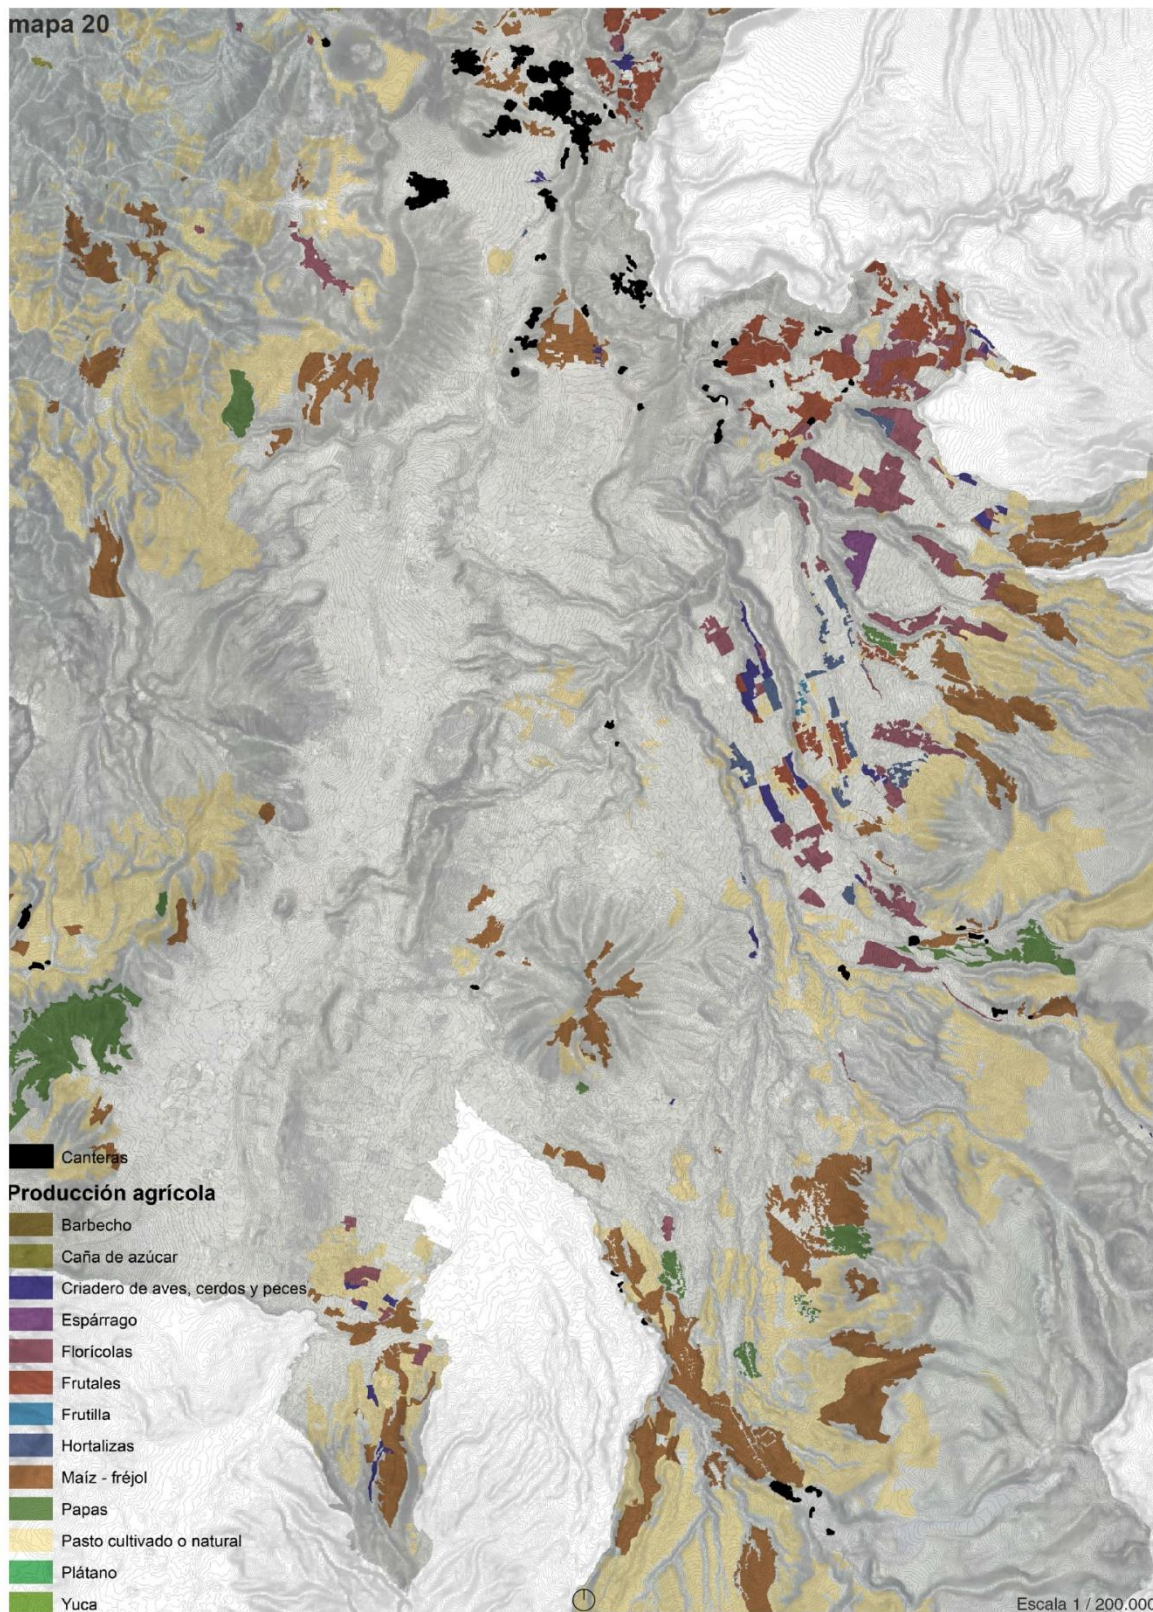 mapa 20
Canteras
Producción agrícola
Barbecho
Caña de azúcar
Criadero de aves, cerdos y peces
Espárrago
Florícolas
Frutales
Frutilla
Hortalizas
Maíz - fréjol
Papas
Pasto cultivado o natural
Plátano
Yuca
Escala 1 / 200.000